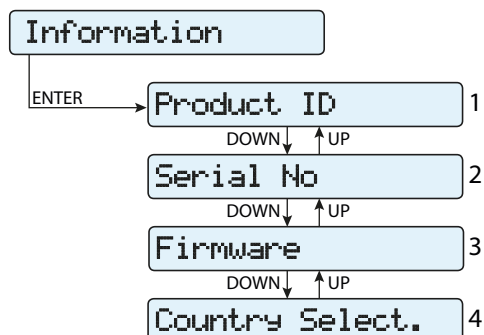 Information
ENTER
Product ID 1
DOWN UP
Serial No 2
DOWN UP
Firmware 3
DOWN UP
Country Select. 4